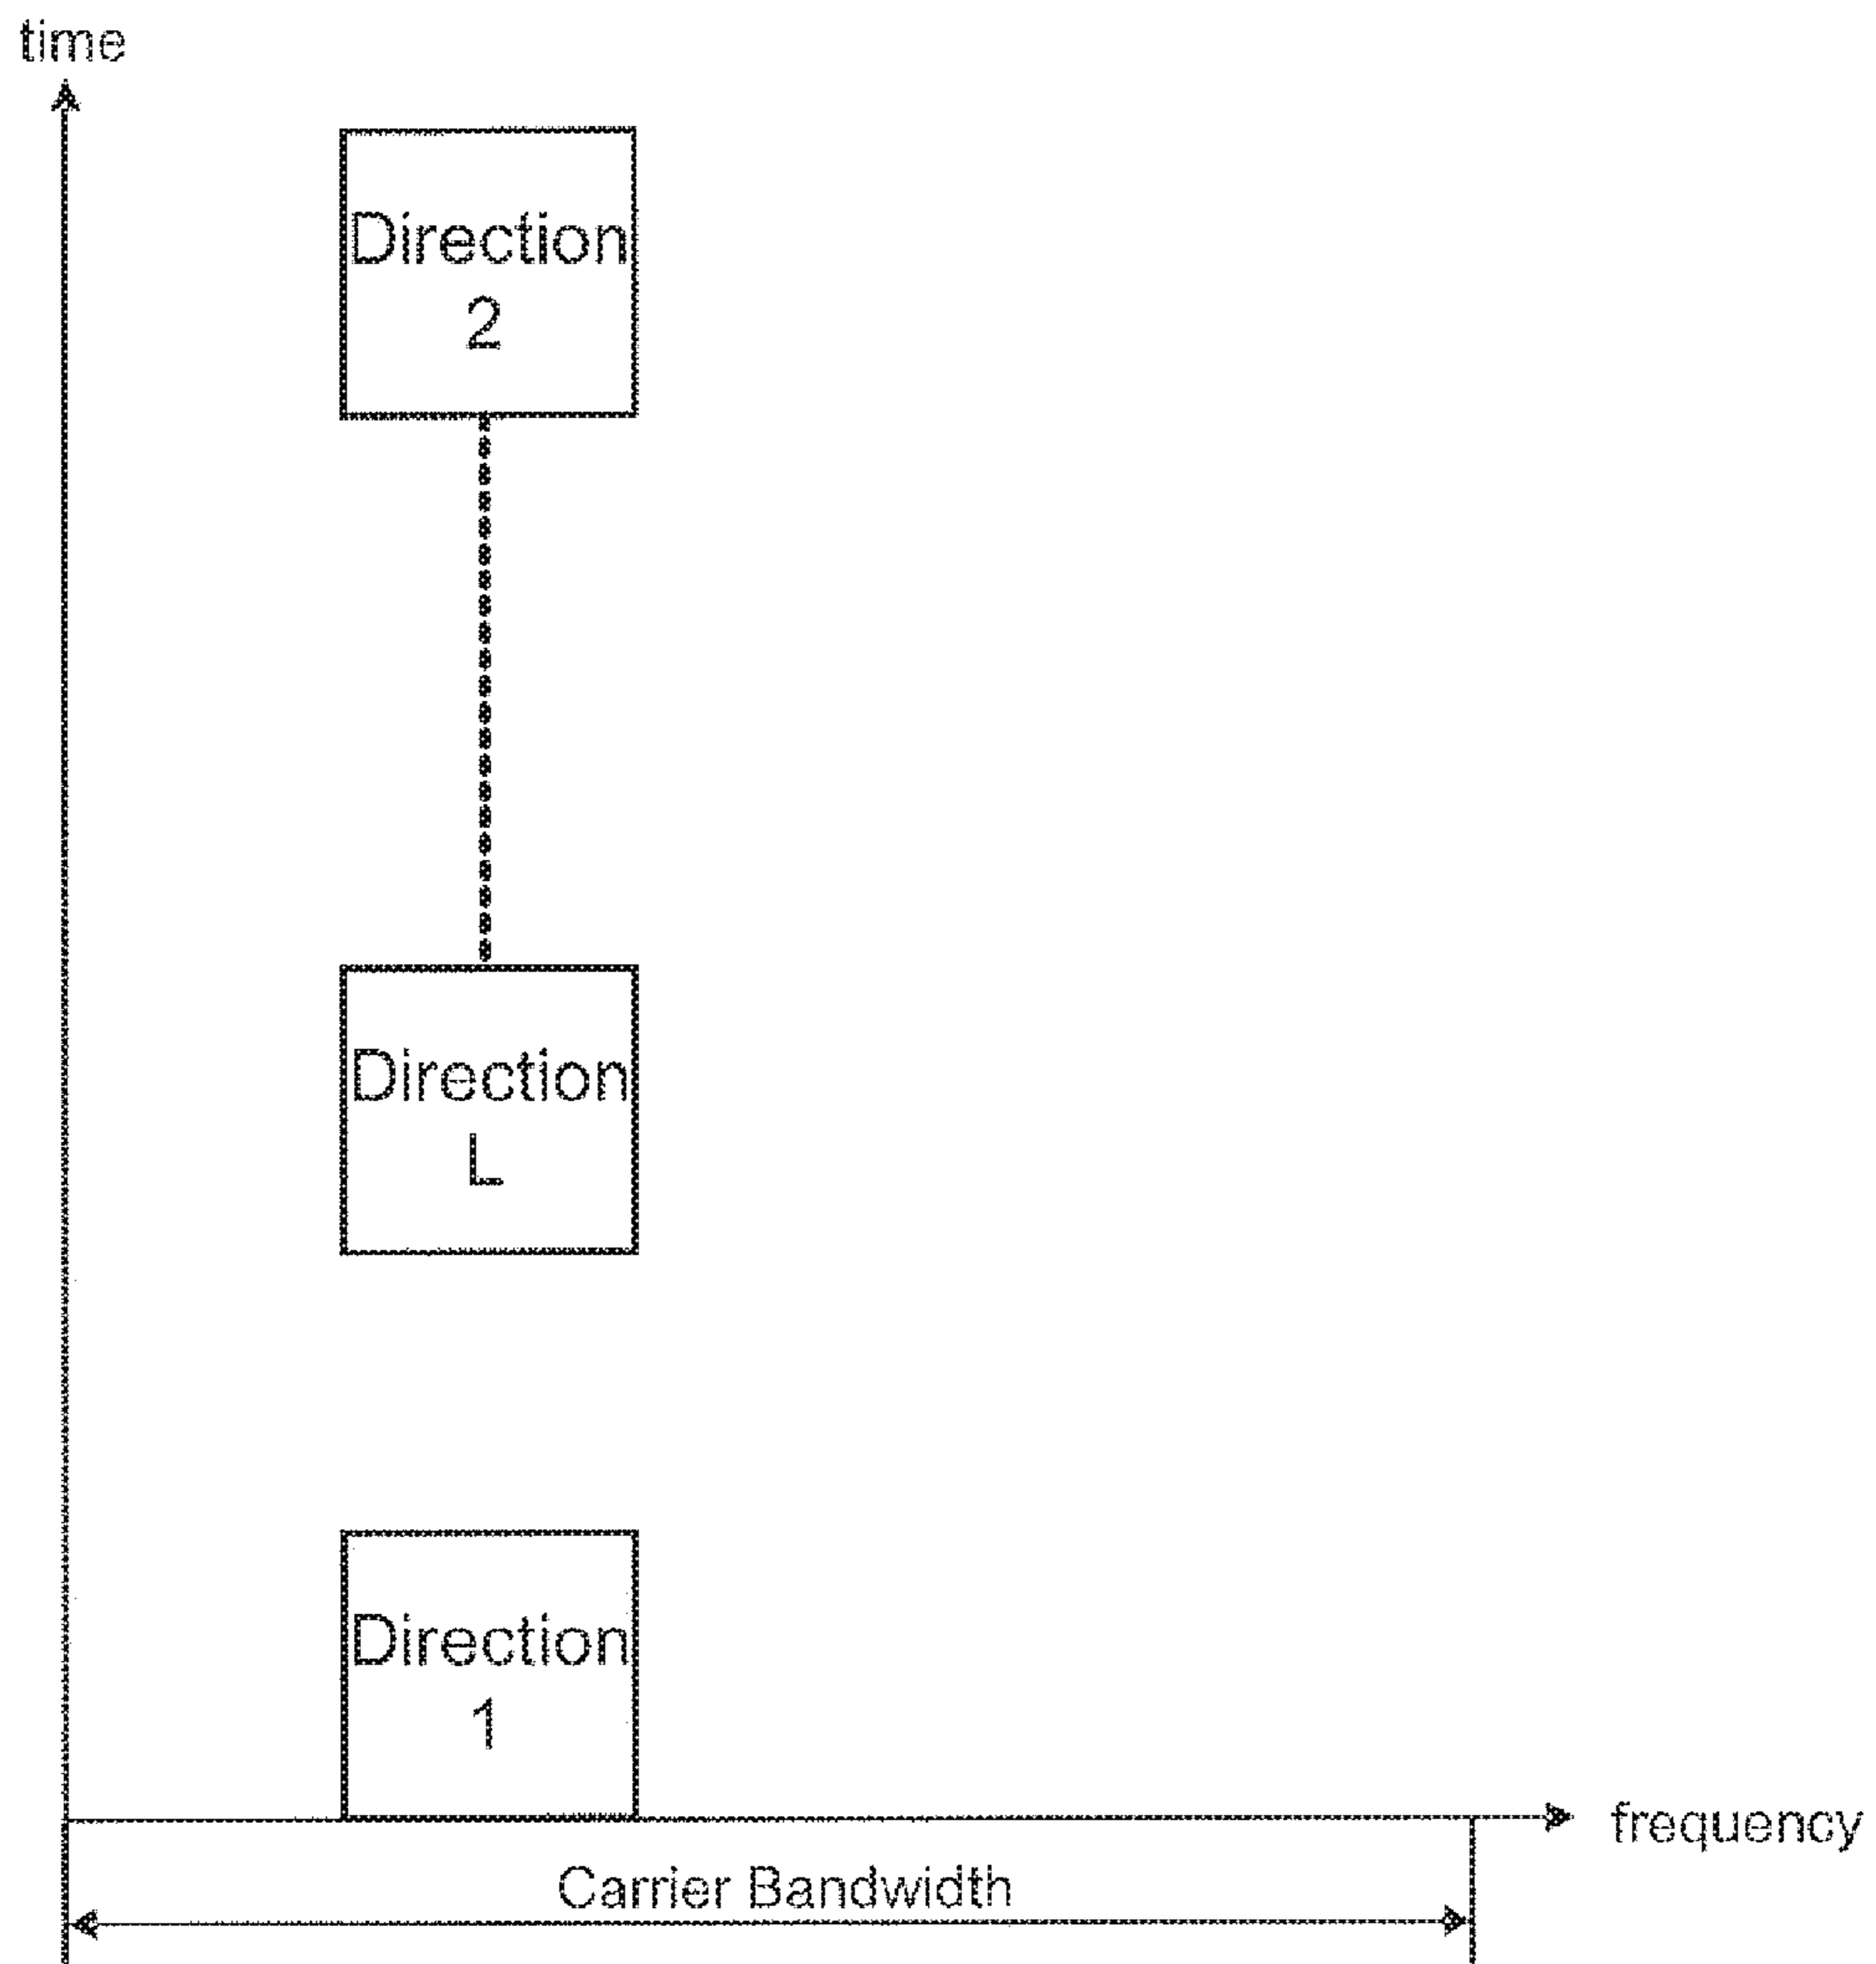 time
Direction
2
Direction
L
Direction
1
frequency
Carrier Bandwidth